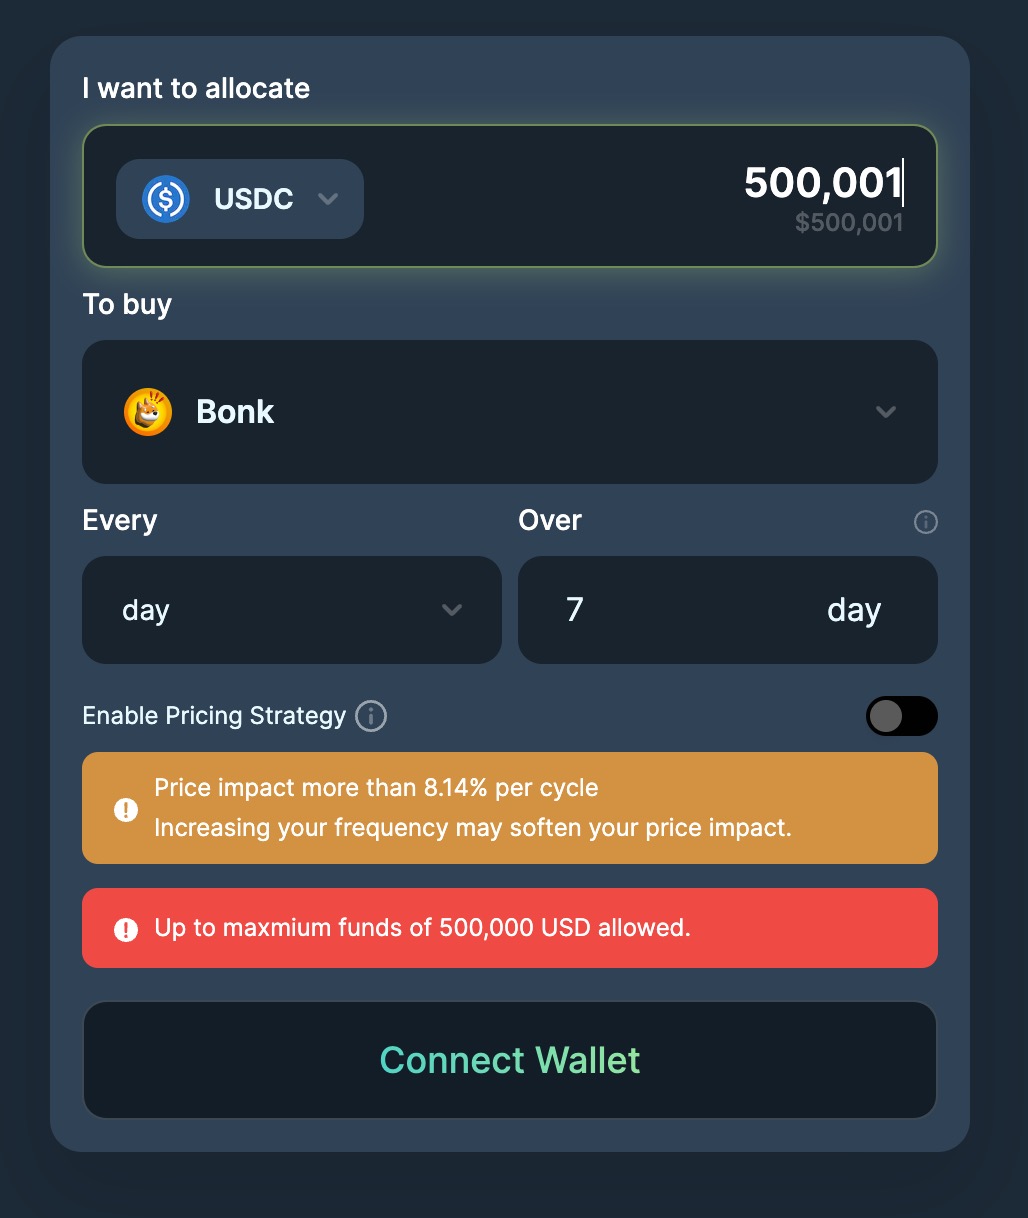 I want to allocate
USDC
500,001
$500,001
To buy
Bonk
Every
Over
day
7 day
Enable Pricing Strategy
Price impact more than 8.14% per cycle
Increasing your frequency may soften your price impact.
Up to maxmium funds of 500,000 USD allowed.
Connect Wallet